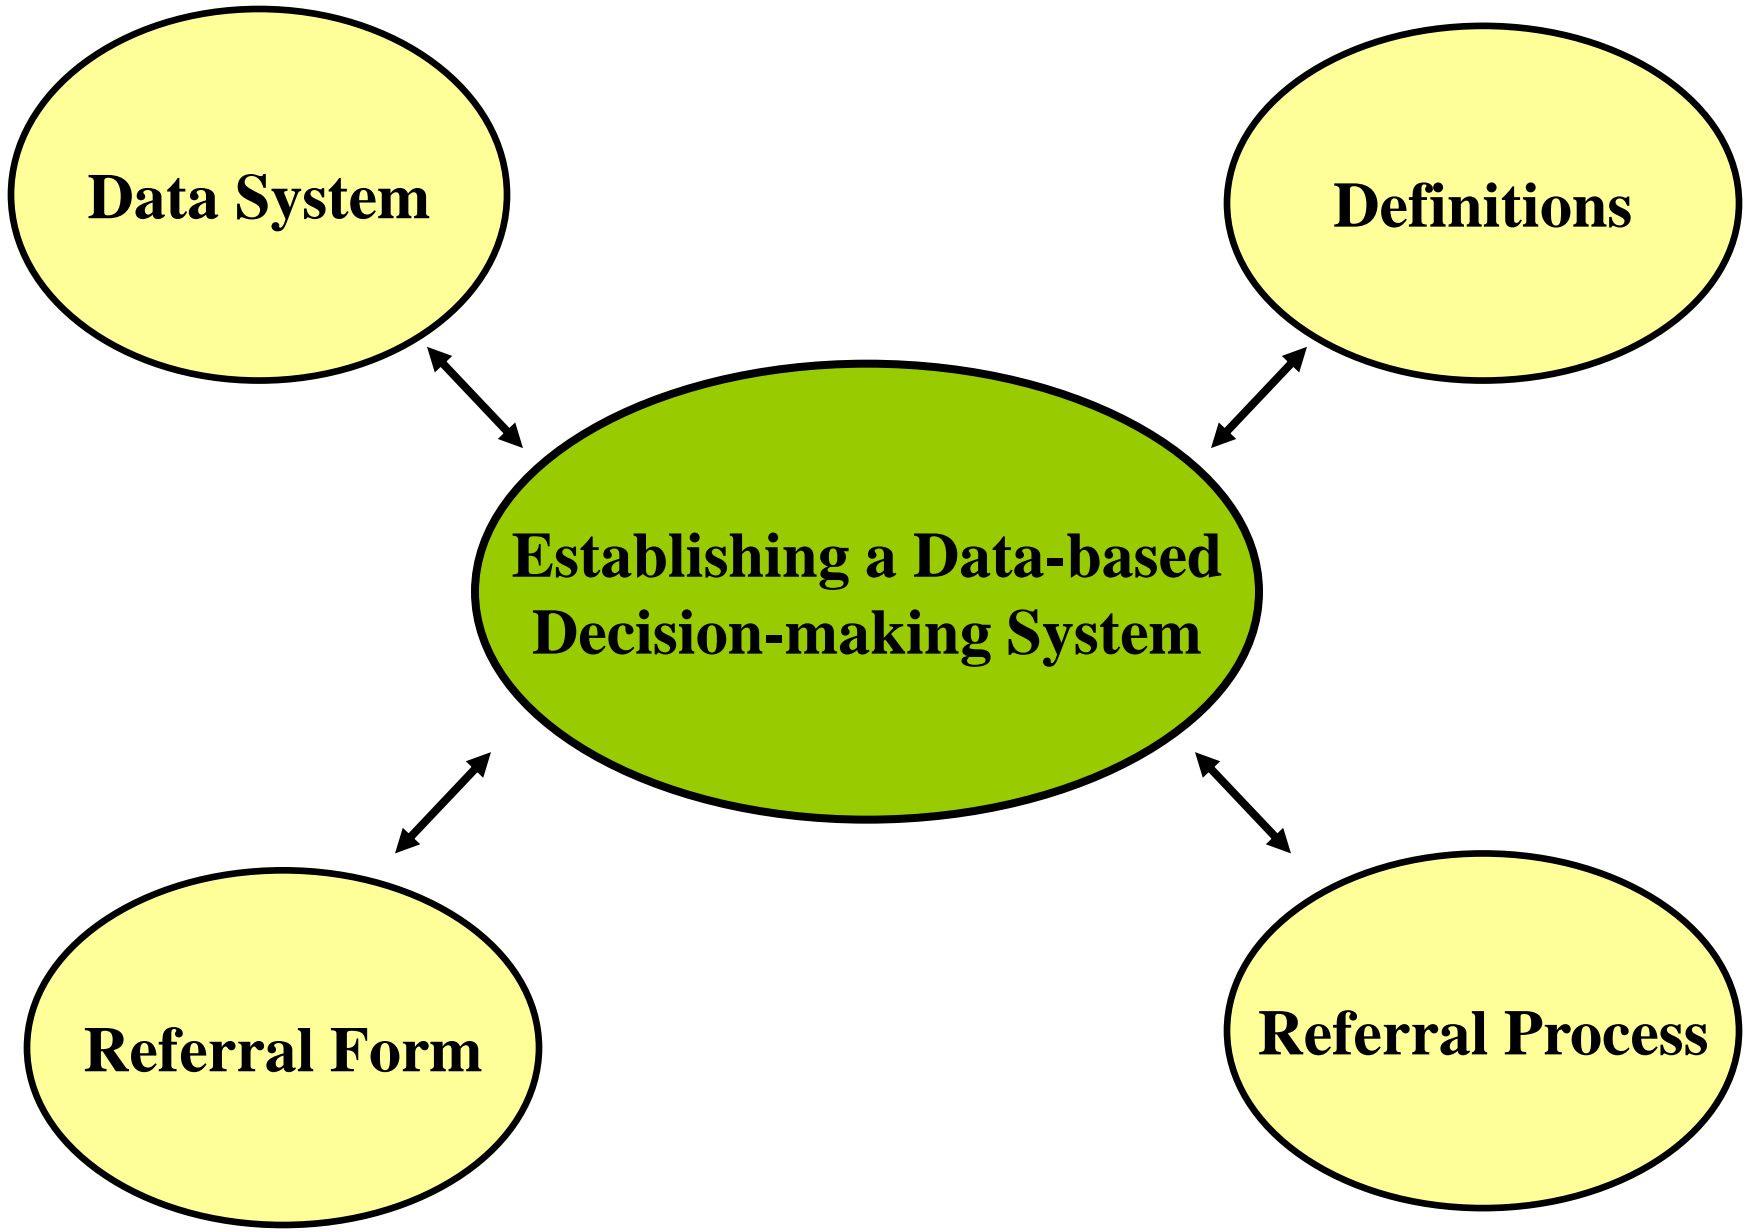 Data System
Definitions
Establishing a Data-based
Decision-making System
Referral Form
Referral Process